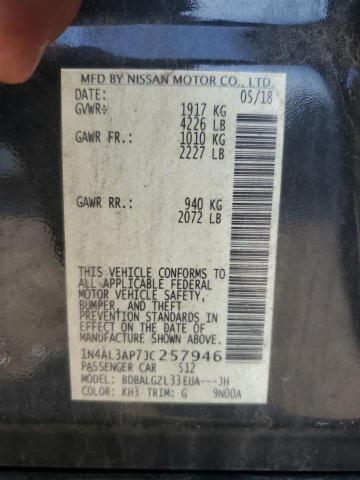 MFD BY NISSAN MOTOR CO., LTD.
DATE: 05/18
GVWR: 1917 KG
4226 LB
GAWR FR.: 1010 KG
2227 LB
GAWR RR.: 940 KG
2072 LB
THIS VEHICLE CONFORMS TO
ALL APPLICABLE FEDERAL
MOTOR VEHICLE SAFETY,
BUMPER, AND THEFT
PREVENTION STANDARDS
IN EFFECT ON THE DATE OF
MANUFACTURE SHOWN ABOVE.
1N4AL3AP7JC257946
PASSENGER CAR 512
MODEL: BDBALGZL33EUA---JH
COLOR: KH3 TRIM: G 9N00A